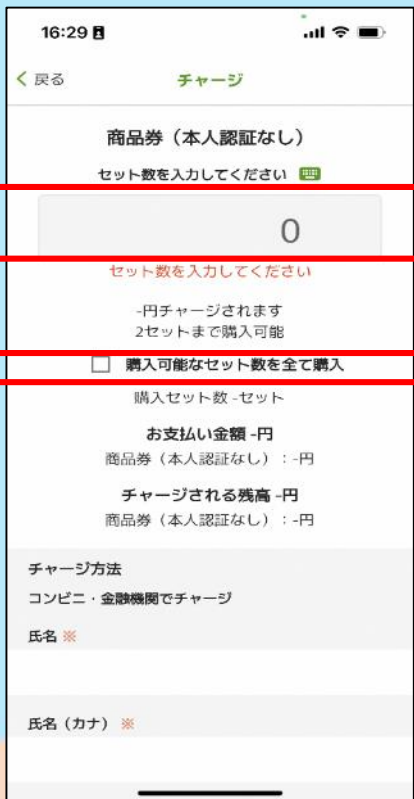 16:29
戻る
チャージ
商品券（本人認証なし）
セット数を入力してください
0
セット数を入力してください
-円チャージされます
2セットまで購入可能
購入可能なセット数を全て購入
購入セット数 -セット
お支払い金額 -円
商品券（本人認証なし）：-円
チャージされる残高 -円
商品券（本人認証なし）：-円
チャージ方法
コンビニ・金融機関でチャージ
氏名 ※
氏名（カナ） ※